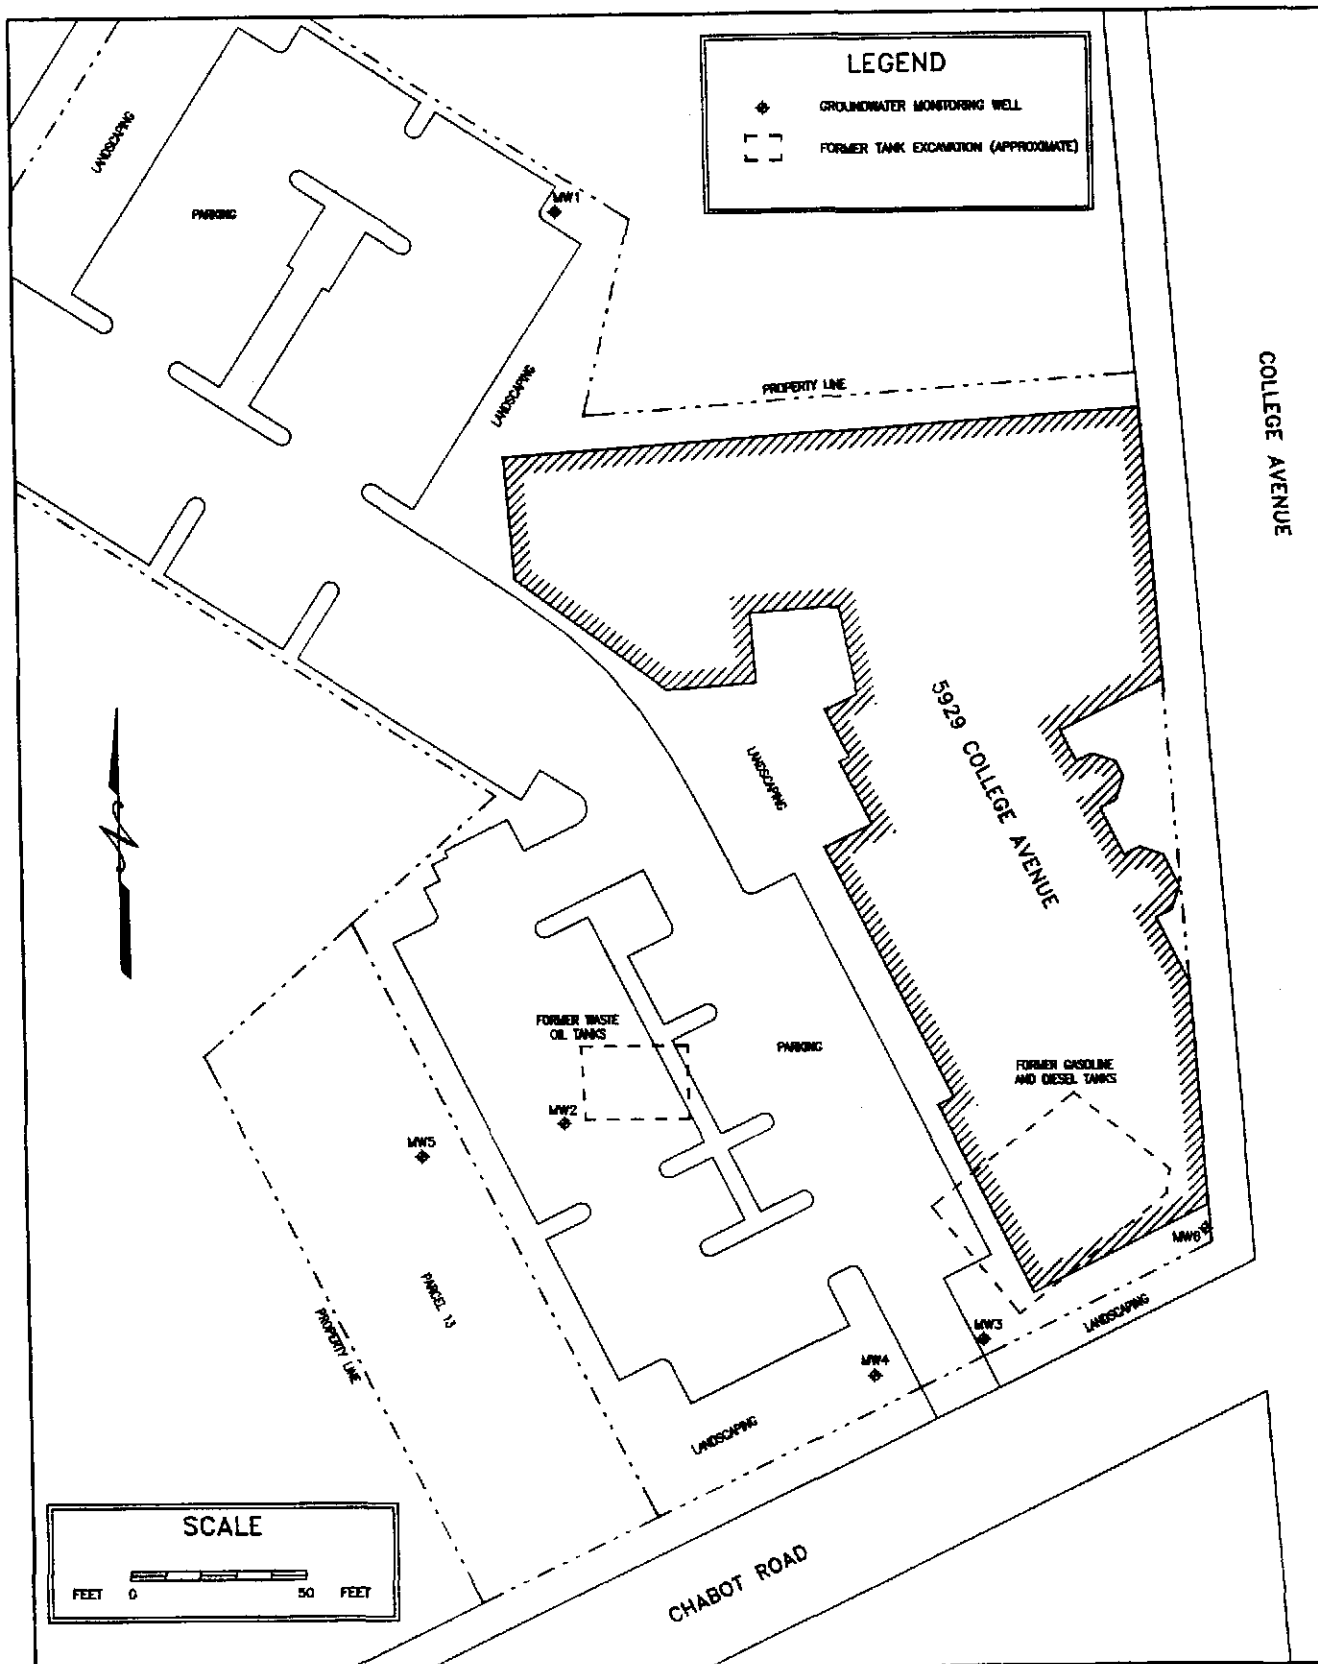 LEGEND
GROUNDWATER MONITORING WELL
FORMER TANK EXCAVATION (APPROXIMATE)
LANDSCAPING
PARKING
MW1
COLLEGE AVENUE
PROPERTY LINE
LANDSCAPING
5929 COLLEGE AVENUE
LANDSCAPING
N
FORMER WASTE
OIL TANKS
PARKING
FORMER GASOLINE
AND DIESEL TANKS
MW2
MW5
MW6
PARCEL 13
PROPERTY LINE
LANDSCAPING
MW3
MW4
LANDSCAPING
SCALE
FEET 0 50 FEET
CHABOT ROAD